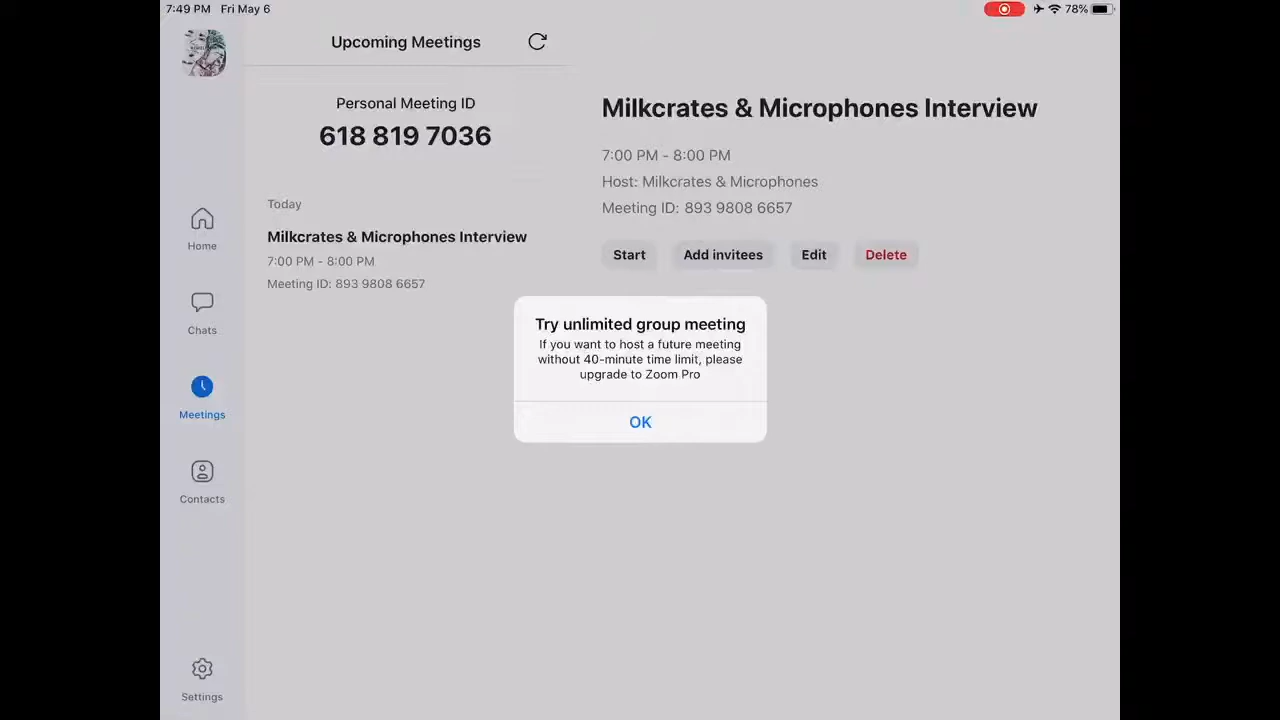 7:49 PM Fri May 6
78%
Upcoming Meetings
Personal Meeting ID
618 819 7036
Today
Milkcrates & Microphones Interview
7:00 PM - 8:00 PM
Meeting ID: 893 9808 6657
Milkcrates & Microphones Interview
7:00 PM - 8:00 PM
Host: Milkcrates & Microphones
Meeting ID: 893 9808 6657
Start Add invitees Edit Delete
Try unlimited group meeting
If you want to host a future meeting
without 40-minute time limit, please
upgrade to Zoom Pro
OK
Home
Chats
Meetings
Contacts
Settings